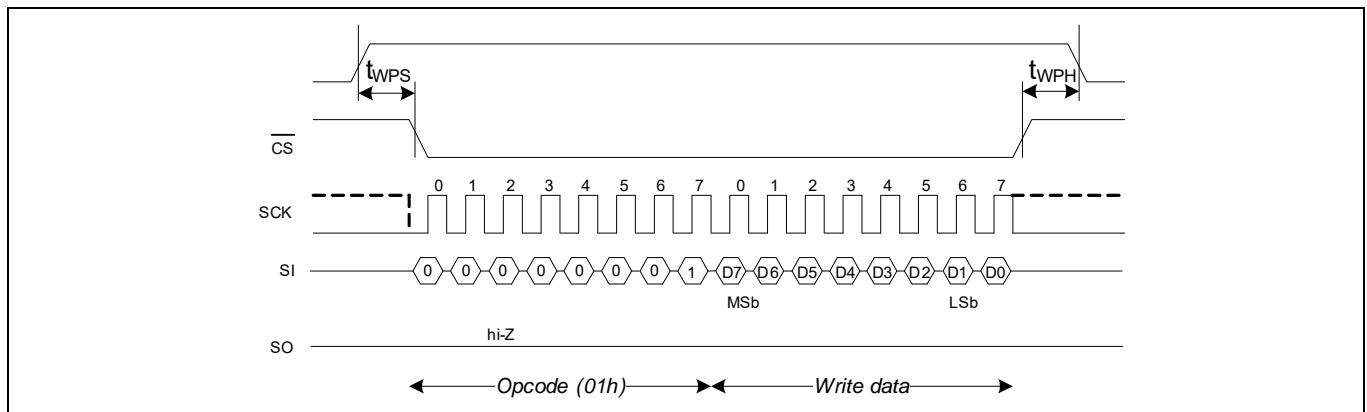 tWPS tWPH
CS
0 1 2 3 4 5 6 7 0 1 2 3 4 5 6 7
SCK
SI 0 0 0 0 0 0 0 1 D7 D6 D5 D4 D3 D2 D1 D0
MSb LSb
hi-Z
SO
Opcode (01h) Write data